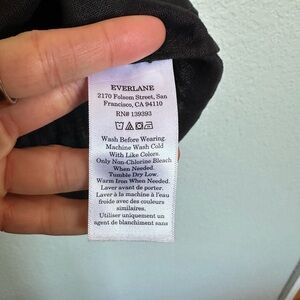 EVERLANE
2170 Folsom Street, San
Francisco, CA 94110
RN# 139393
Wash Before Wearing.
Machine Wash Cold
With Like Colors.
Only Non-Chlorine Bleach
When Needed.
Tumble Dry Low.
Warm Iron When Needed.
Laver avant de porter.
Laver à la machine à l'eau
froide avec des couleurs
similaires.
Utiliser uniquement un
agent de blanchiment sans